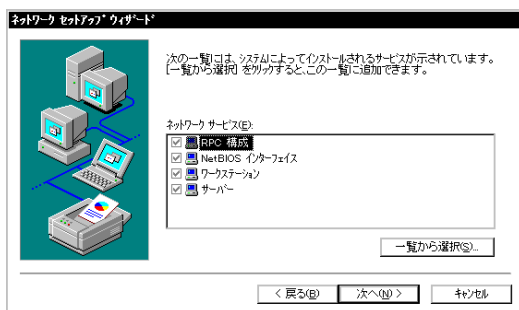 ネットワーク セットアップ ウィザード
次の一覧には、システムによってインストールされるサービスが示されています。
[一覧から選択] をクリックすると、この一覧に追加できます。
ネットワーク サービス(E):
RPC 構成
NetBIOS インターフェイス
ワークステーション
サーバー
一覧から選択(S)...
< 戻る(B)
次へ(N) >
キャンセル